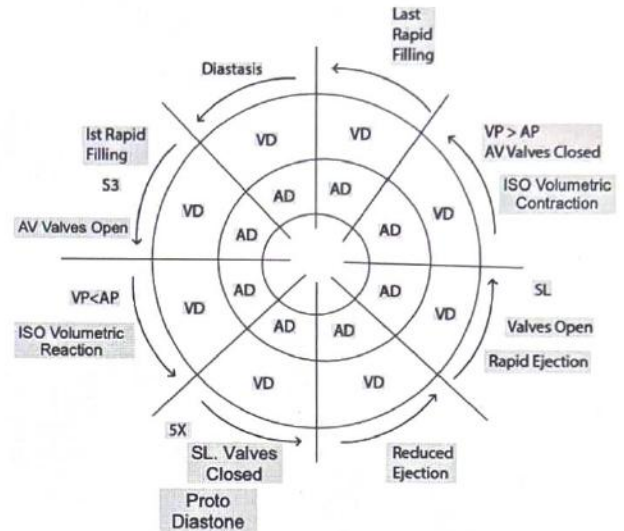 Last
Rapid
Filling
Diastasis
VP > AP
AV Valves Closed
ISO Volumetric
Contraction
Ist Rapid
Filling
S3
AV Valves Open
VP<AP
ISO Volumetric
Reaction
SL
Valves Open
Rapid Ejection
Reduced
Ejection
5X
SL. Valves
Closed
Proto
Diastone
VD
VD
VD
VD
VD
VD
VD
VD
AD
AD
AD
AD
AD
AD
AD
AD